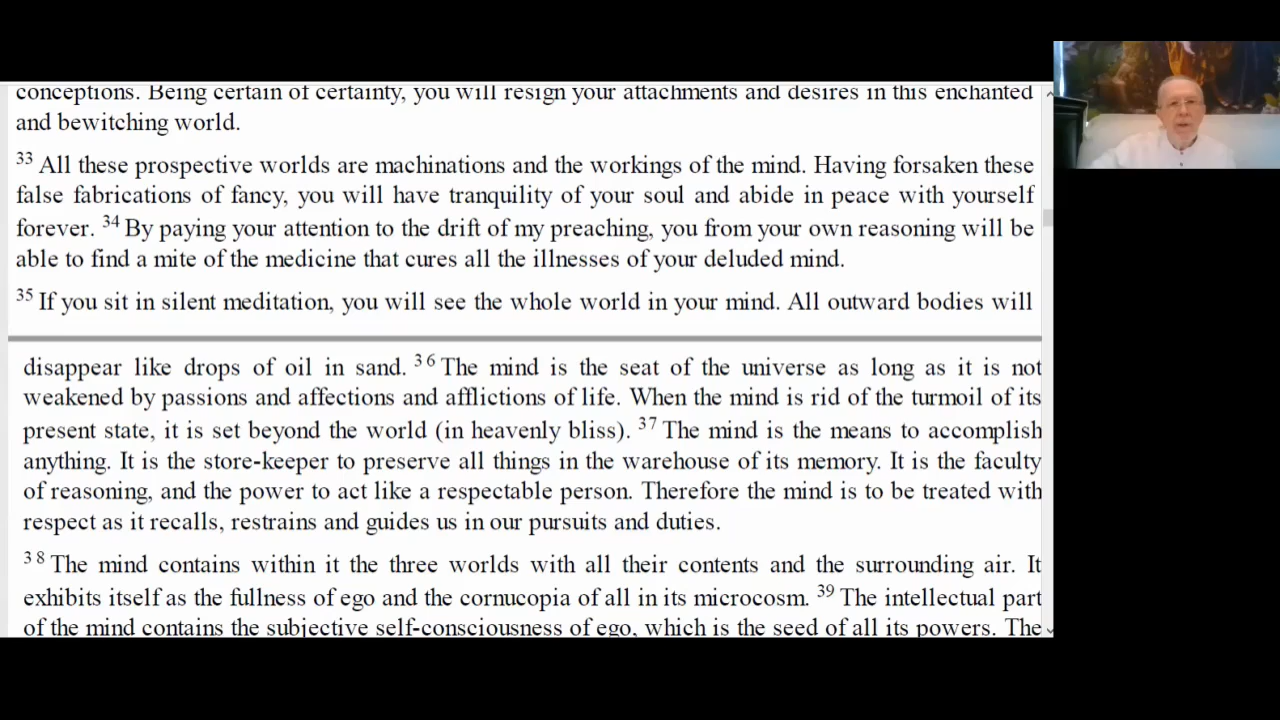 conceptions. Being certain of certainty, you will resign your attachments and desires in this enchanted
and bewitching world.
33 All these prospective worlds are machinations and the workings of the mind. Having forsaken these
false fabrications of fancy, you will have tranquility of your soul and abide in peace with yourself
forever. 34 By paying your attention to the drift of my preaching, you from your own reasoning will be
able to find a mite of the medicine that cures all the illnesses of your deluded mind.
35 If you sit in silent meditation, you will see the whole world in your mind. All outward bodies will
disappear like drops of oil in sand. 36 The mind is the seat of the universe as long as it is not
weakened by passions and affections and afflictions of life. When the mind is rid of the turmoil of its
present state, it is set beyond the world (in heavenly bliss). 37 The mind is the means to accomplish
anything. It is the store-keeper to preserve all things in the warehouse of its memory. It is the faculty
of reasoning, and the power to act like a respectable person. Therefore the mind is to be treated with
respect as it recalls, restrains and guides us in our pursuits and duties.
38 The mind contains within it the three worlds with all their contents and the surrounding air. It
exhibits itself as the fullness of ego and the cornucopia of all in its microcosm. 39 The intellectual part
of the mind contains the subjective self-consciousness of ego, which is the seed of all its powers. The